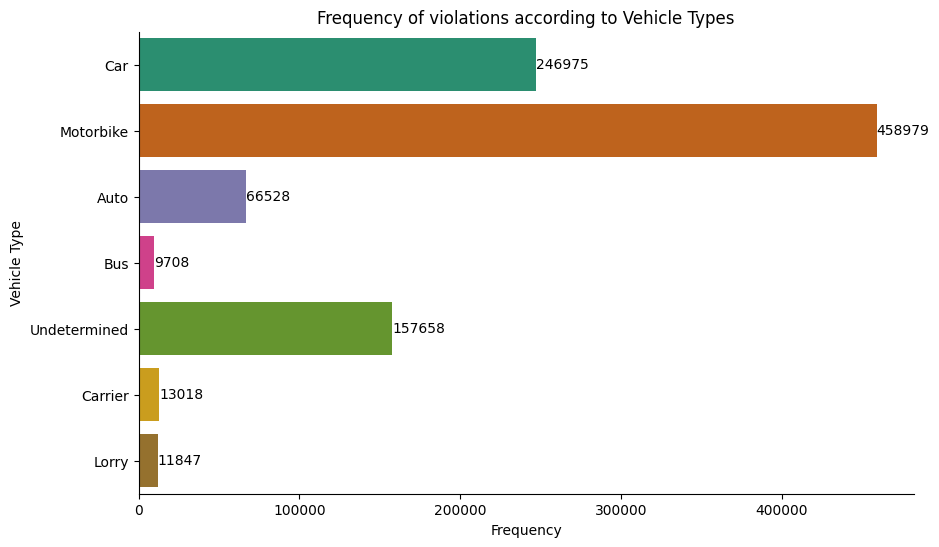 Frequency of violations according to Vehicle Types
Car
246975
Motorbike
458979
Auto
66528
Bus
9708
Undetermined
157658
Carrier
13018
Lorry
11847
Vehicle Type
0
100000
200000
300000
400000
Frequency